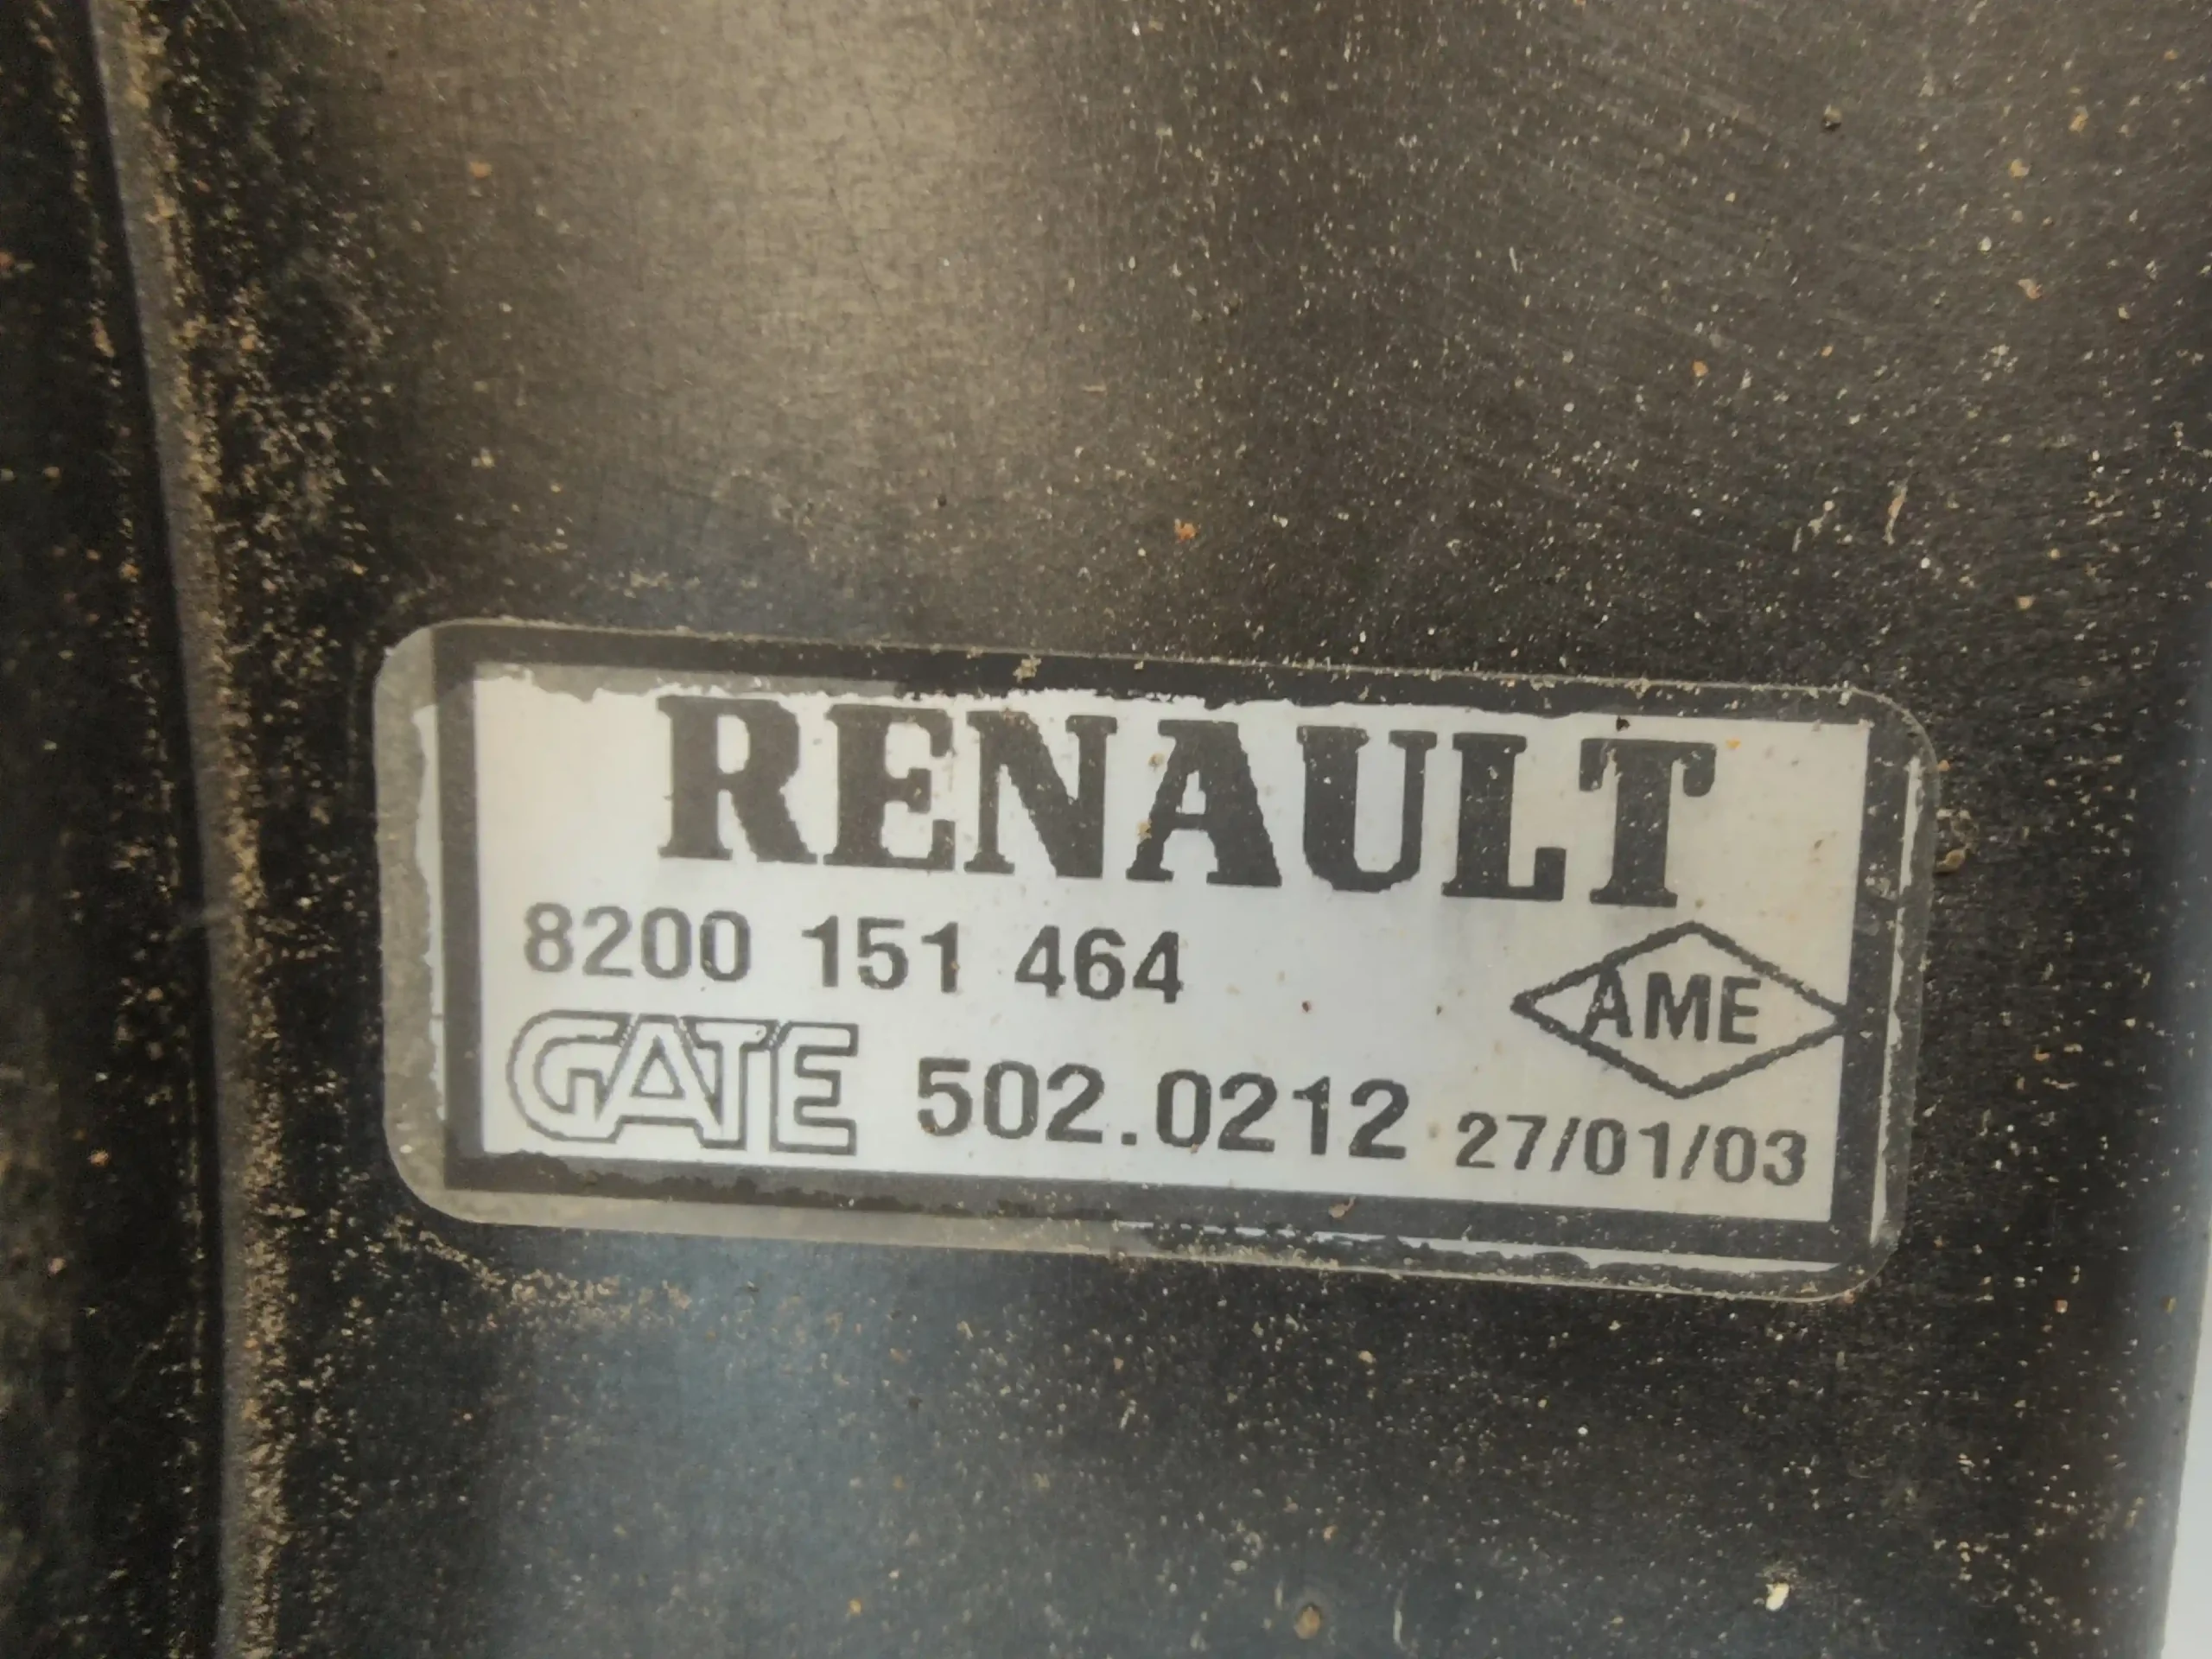 RENAULT
8200 151 464
AME
GATE 502.0212 27/01/03